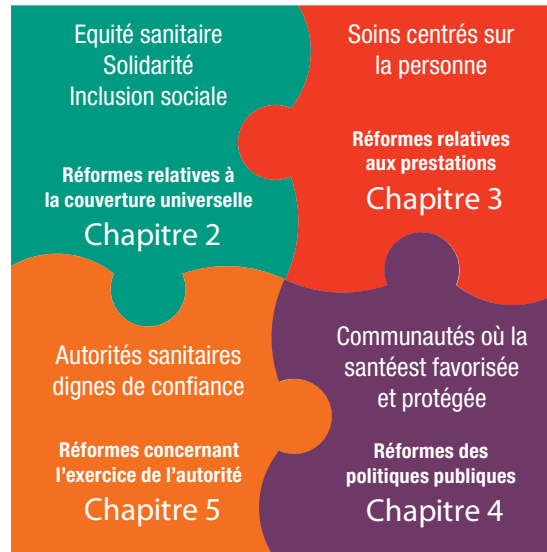 Equité sanitaire
Solidarité
Inclusion sociale
Réformes relatives à
la couverture universelle
Chapitre 2
Soins centrés sur
la personne
Réformes relatives
aux prestations
Chapitre 3
Autorités sanitaires
dignes de confiance
Réformes concernant
l'exercice de l'autorité
Chapitre 5
Communautés où la
santéest favorisée
et protégée
Réformes des
politiques publiques
Chapitre 4